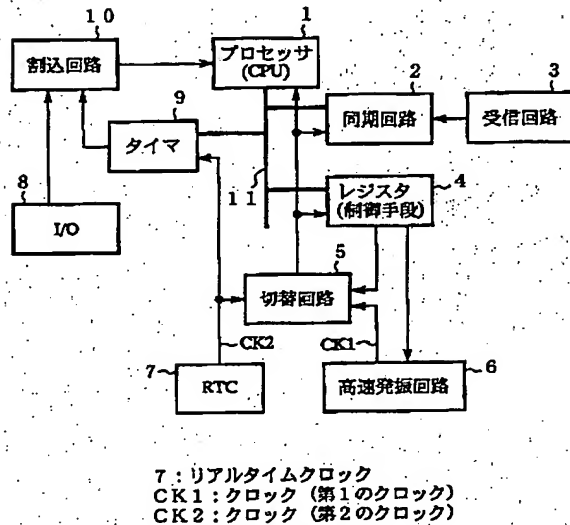 10
割込回路
1
プロセッサ
(CPU)
2
同期回路
3
受信回路
9
タイマ
8
I/O
11
レジスタ
(制御手段)
4
5
切替回路
CK2
CK1
7
RTC
高速発振回路
6
7：リアルタイムクロック
CK1：クロック（第1のクロック）
CK2：クロック（第2のクロック）